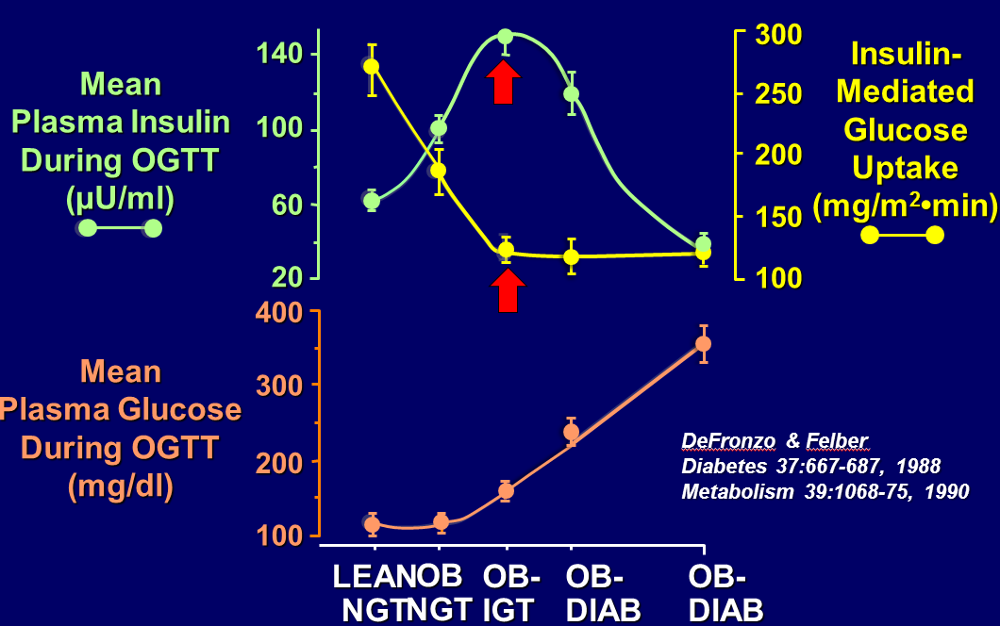 Mean
Plasma Insulin
During OGTT
(µU/ml)
140
100
60
20
300
250
200
150
100
Insulin-
Mediated
Glucose
Uptake
(mg/m²•min)
Mean
Plasma Glucose
During OGTT
(mg/dl)
400
300
200
100
DeFronzo & Felber
Diabetes 37:667-687, 1988
Metabolism 39:1068-75, 1990
LEAN
NGT
OB
NGT
OB-
IGT
OB-
DIAB
OB-
DIAB